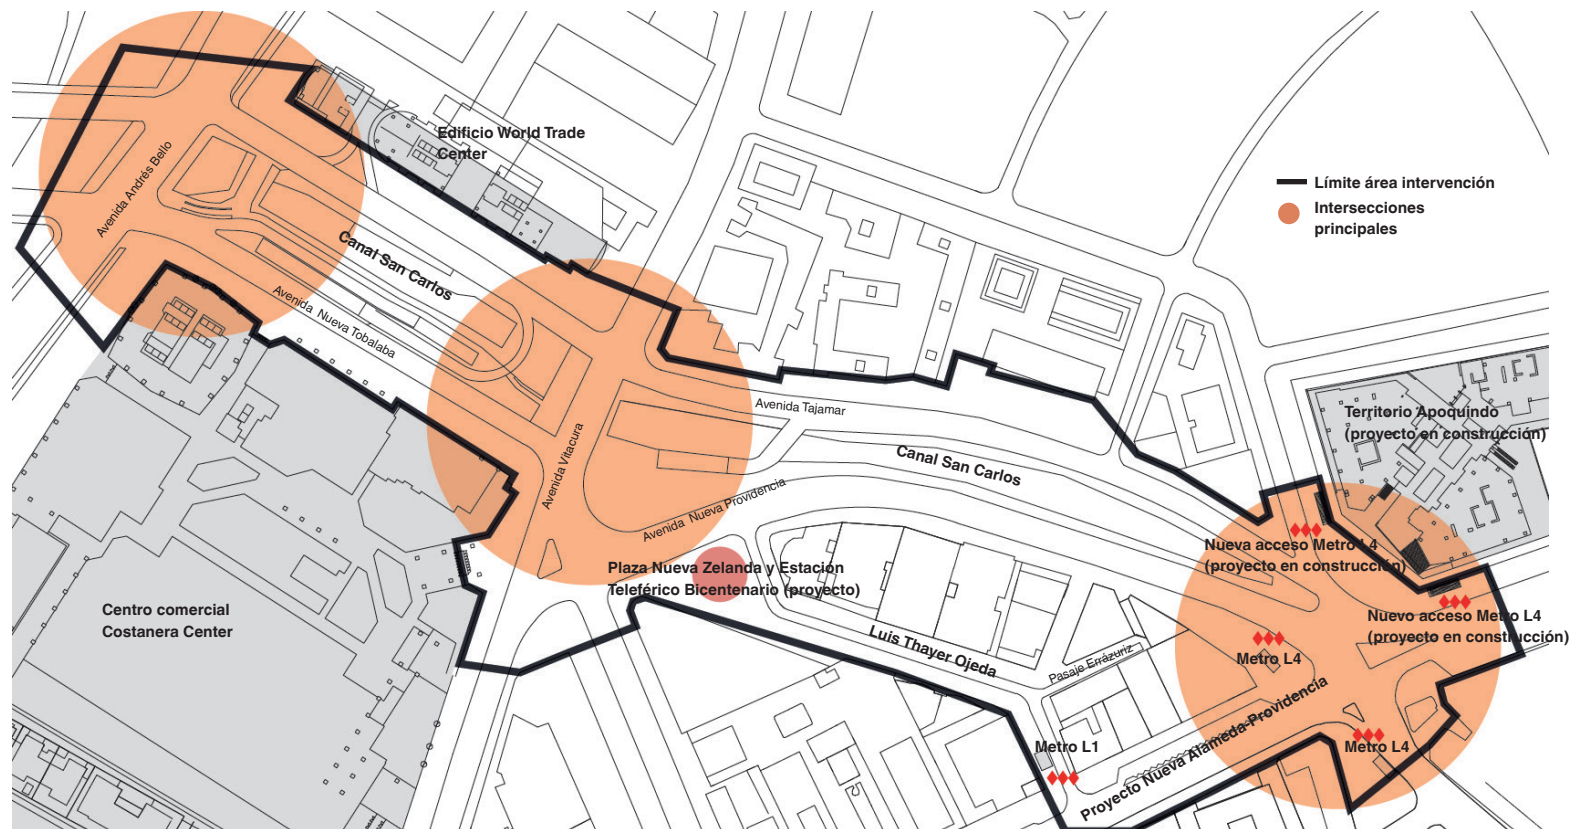 Edificio World Trade
Center
Avenida Andrés Bello
Límite área intervención
Intersecciones
principales
Canal San Carlos
Avenida Nueva Tobalaba
Avenida Tajamar
Territorio Apoquindo
(proyecto en construcción)
Avenida Vitacura
Canal San Carlos
Avenida Nueva Providencia
Nueva acceso Metro L4
(proyecto en construcción)
Plaza Nueva Zelanda y Estación
Teleférico Bicentenario (proyecto)
Centro comercial
Costanera Center
Nuevo acceso Metro L4
(proyecto en construcción)
Luis Thayer Ojeda
Pasaje Errázuriz
Metro L4
Proyecto Nueva Alameda-Providencia
Metro L1
Metro L4